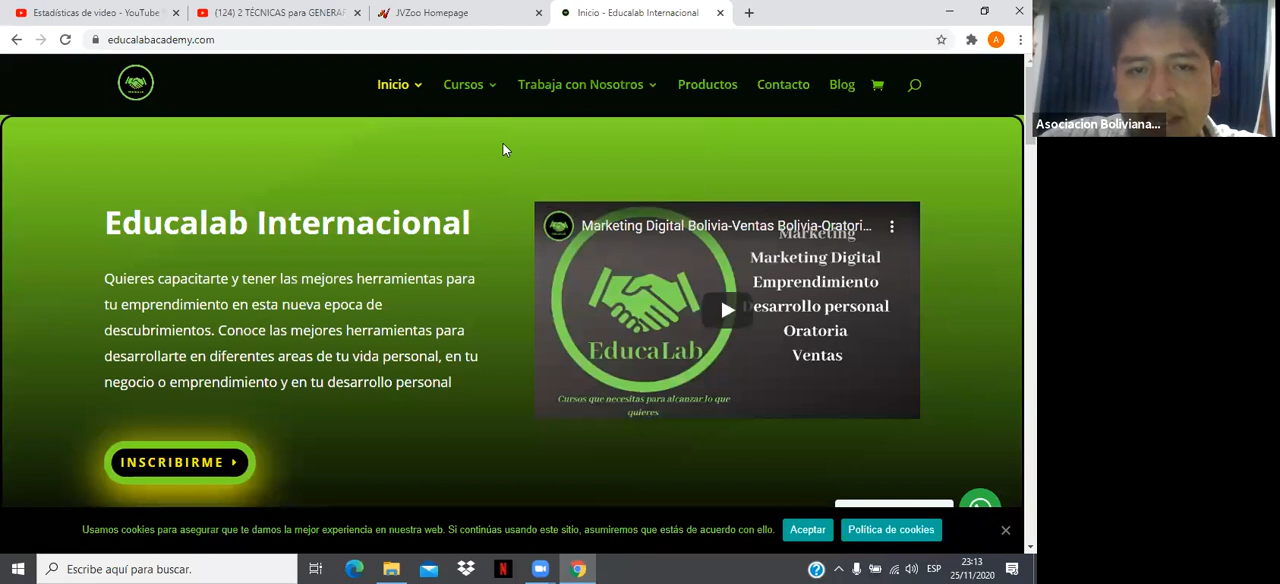 Estadísticas de video - YouTube
(124) 2 TÉCNICAS para GENERAR
JVZoo Homepage
Inicio - Educalab Internacional
educalabacademy.com
A
Inicio
Cursos
Trabaja con Nosotros
Productos
Contacto
Blog
Educalab Internacional
Quieres capacitarte y tener las mejores herramientas para
tu emprendimiento en esta nueva epoca de
descubrimientos. Conoce las mejores herramientas para
desarrollarte en diferentes areas de tu vida personal, en tu
negocio o emprendimiento y en tu desarrollo personal
INSCRIBIRME
Marketing Digital Bolivia-Ventas Bolivia-Oratori...
Marketing
Marketing Digital
Emprendimiento
Desarrollo personal
Oratoria
Ventas
EducaLab
Cursos que necesitas para alcanzar lo que
quieres
Asociacion Boliviana...
Usamos cookies para asegurar que te damos la mejor experiencia en nuestra web. Si continúas usando este sitio, asumiremos que estás de acuerdo con ello.
Aceptar
Política de cookies
Escribe aquí para buscar.
N
ESP
23:13
25/11/2020